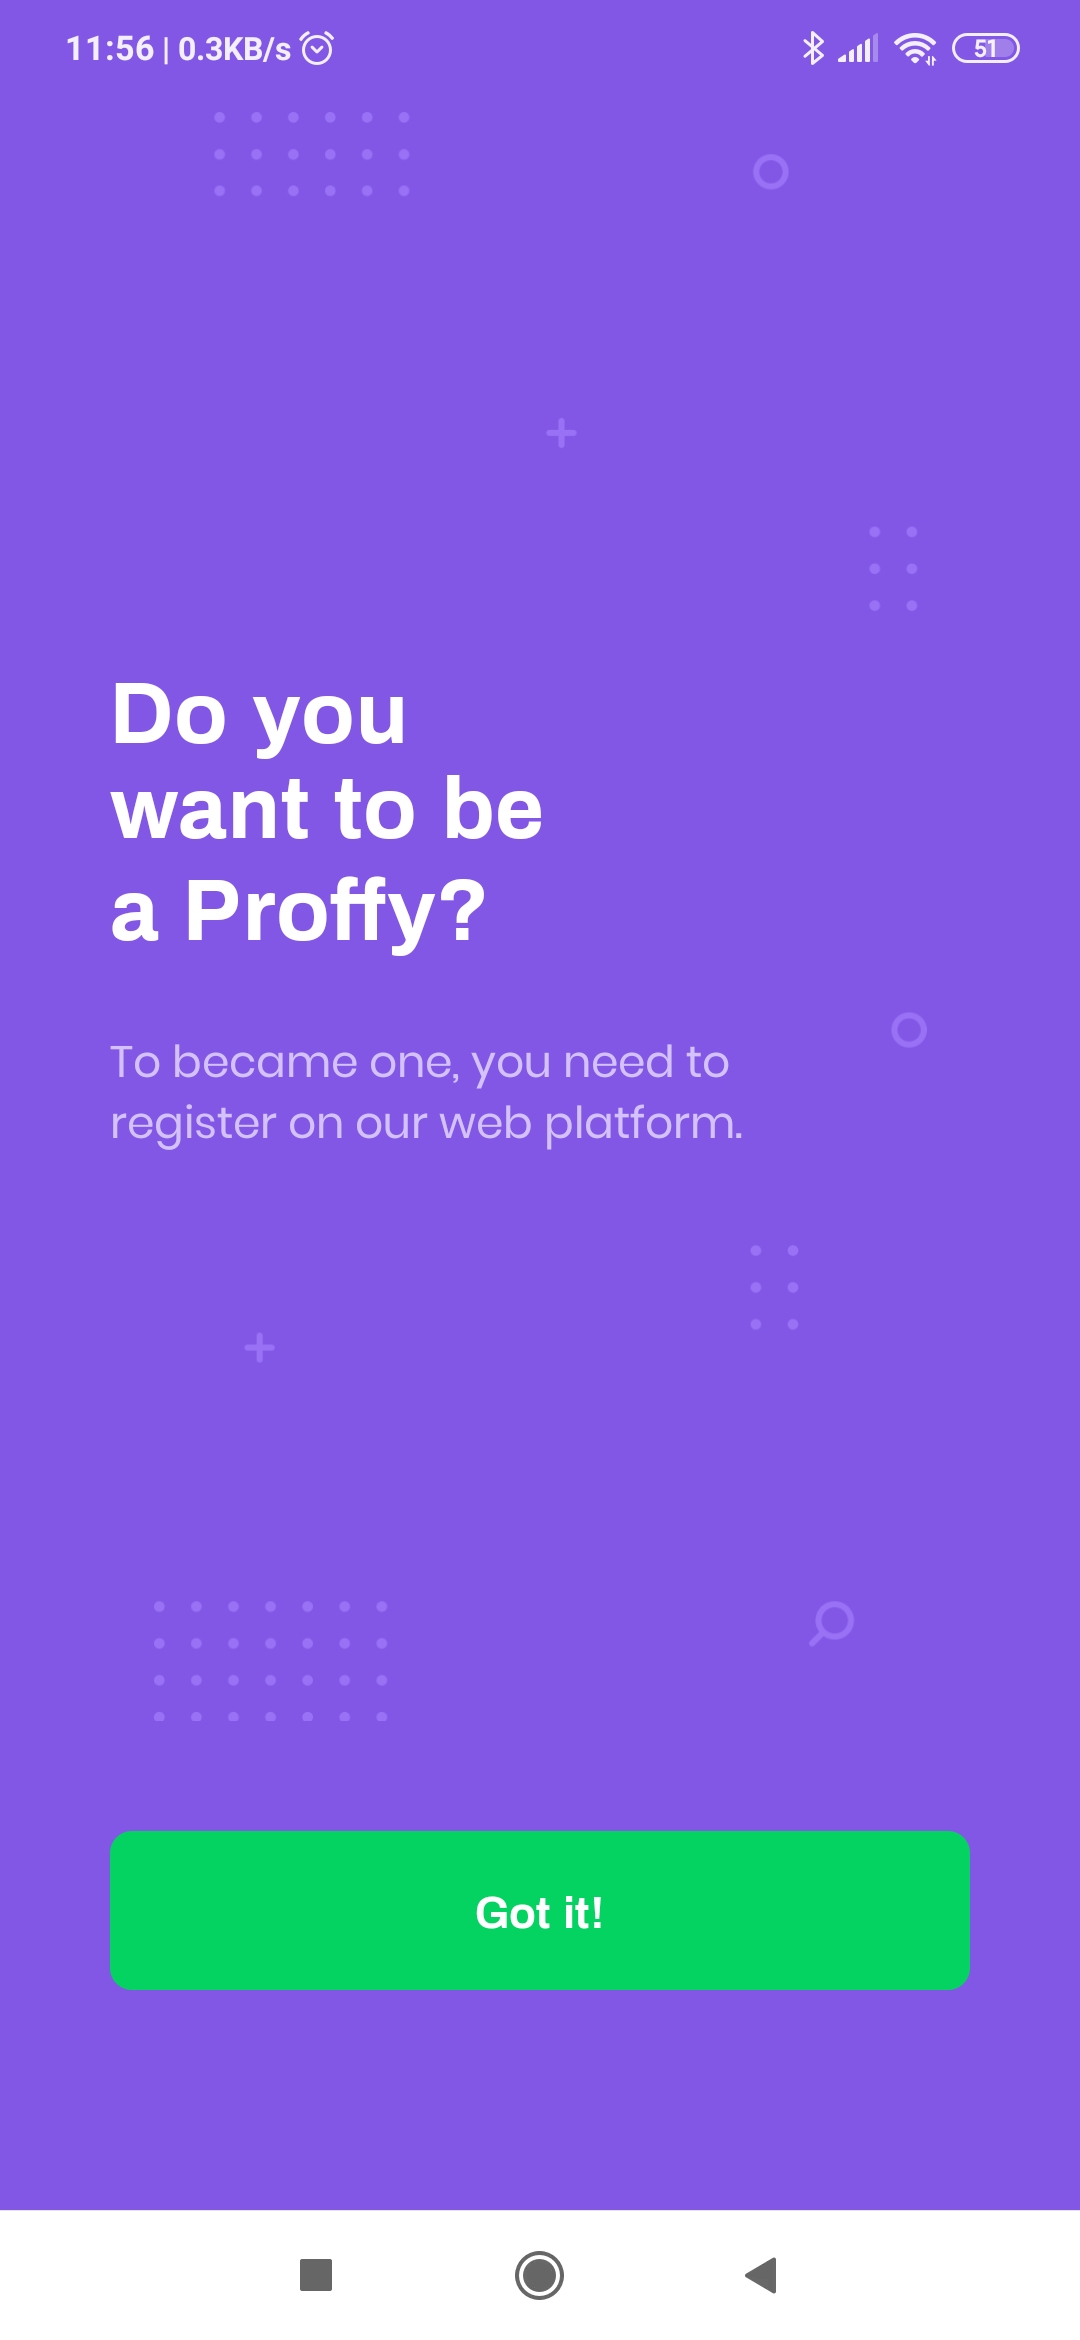 11:56 | 0.3KB/s 51
Do you
want to be
a Proffy?
To became one, you need to
register on our web platform.
Got it!